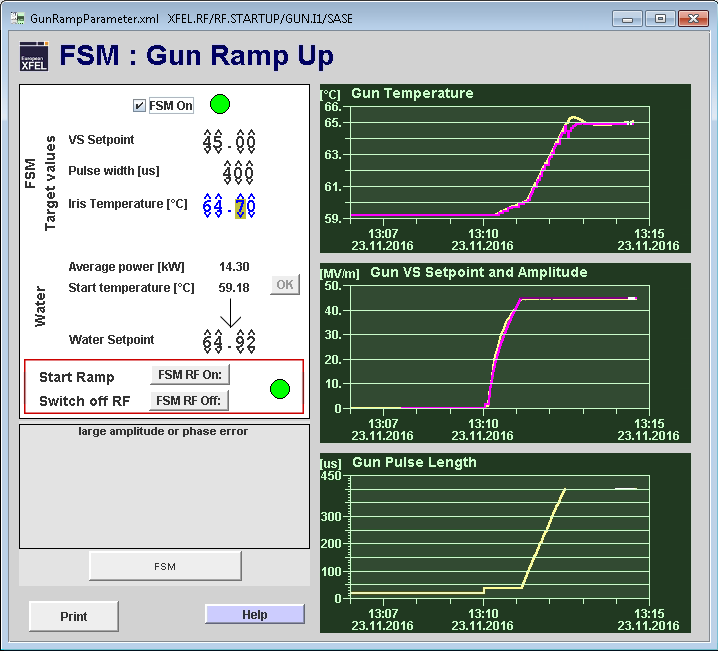 GunRampParameter.xml XFEL.RF/RF.STARTUP/GUN.I1/SASE
European
XFEL
FSM : Gun Ramp Up
FSM On
FSM
Target values
VS Setpoint 45.00
Pulse width [us] 400
Iris Temperature [°C] 64.70
Water
Average power [kW] 14.30
Start temperature [°C] 59.18 OK
Water Setpoint 64.92
Start Ramp FSM RF On:
Switch off RF FSM RF Off:
large amplitude or phase error
FSM
Print Help
[°C] Gun Temperature
66.
65.
63.
61.
59.
13:07 13:10 13:15
23.11.2016 23.11.2016 23.11.2016
[MV/m] Gun VS Setpoint and Amplitude
50.
40.
30.
20.
10.
0
13:07 13:10 13:15
23.11.2016 23.11.2016 23.11.2016
[us] Gun Pulse Length
450
300
200
100
0
13:07 13:10 13:15
23.11.2016 23.11.2016 23.11.2016